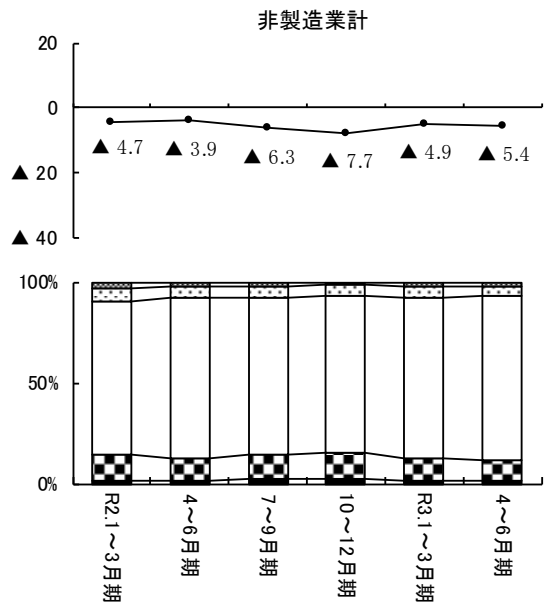 非製造業計
20
0
▲ 4.7 ▲ 3.9 ▲ 6.3 ▲ 7.7 ▲ 4.9 ▲ 5.4
▲ 20
▲ 40
100%
50%
0%
R2.1～3月期
4～6月期
7～9月期
10～12月期
R3.1～3月期
4～6月期